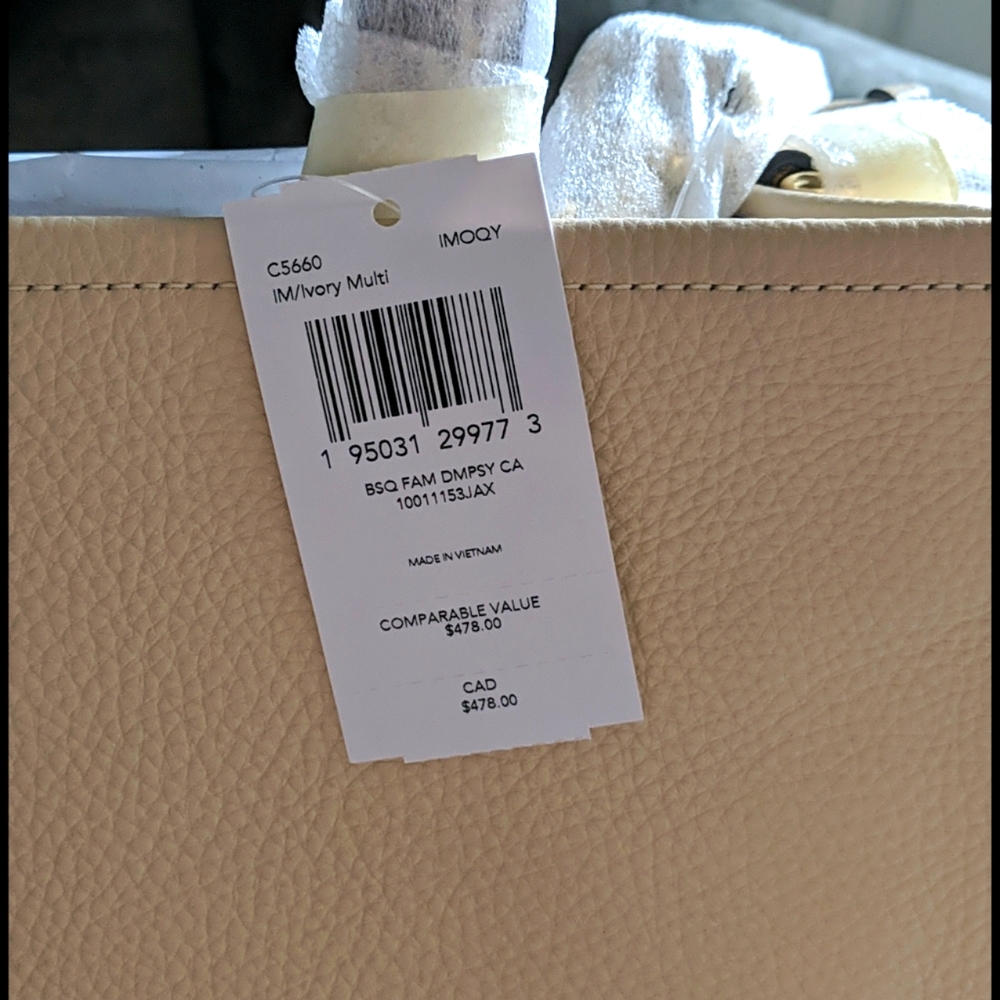 IMOQY
C5660
IM/Ivory Multi
1 95031 29977 3
BSQ FAM DMPSY CA
10011153JAX
MADE IN VIETNAM
COMPARABLE VALUE
$478.00
CAD
$478.00